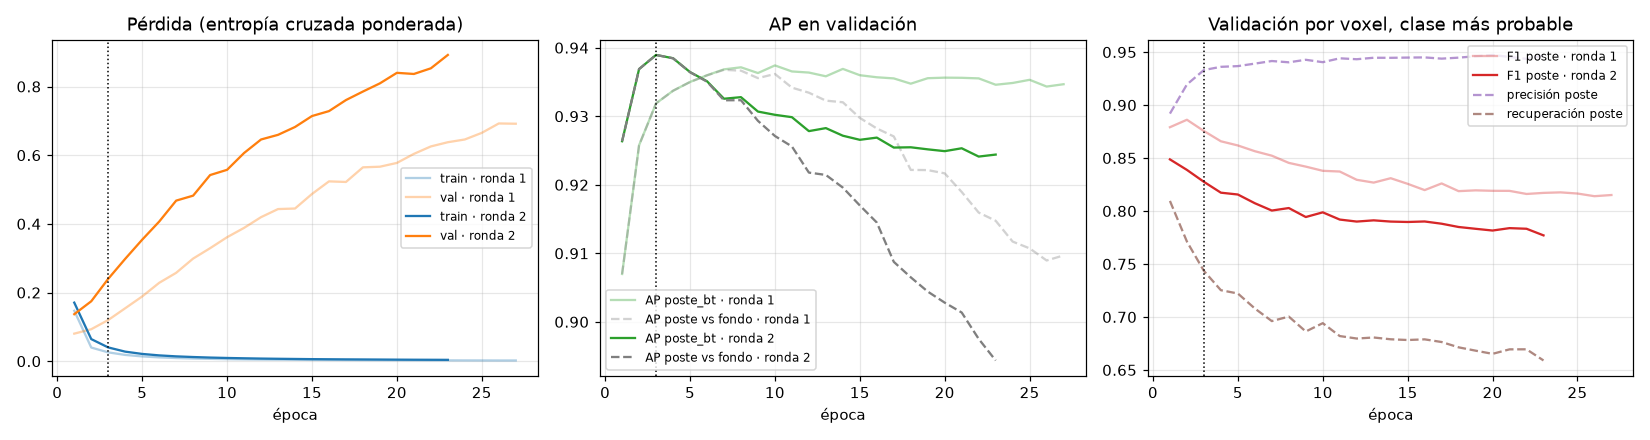 Pérdida (entropía cruzada ponderada)
0.8
0.6
0.4
0.2
0.0
train · ronda 1
val · ronda 1
train · ronda 2
val · ronda 2
0 5 10 15 20 25
época
AP en validación
0.94
0.93
0.92
0.91
0.90
AP poste_bt · ronda 1
AP poste vs fondo · ronda 1
AP poste_bt · ronda 2
AP poste vs fondo · ronda 2
0 5 10 15 20 25
época
Validación por voxel, clase más probable
0.95
0.90
0.85
0.80
0.75
0.70
0.65
F1 poste · ronda 1
F1 poste · ronda 2
precisión poste
recuperación poste
0 5 10 15 20 25
época